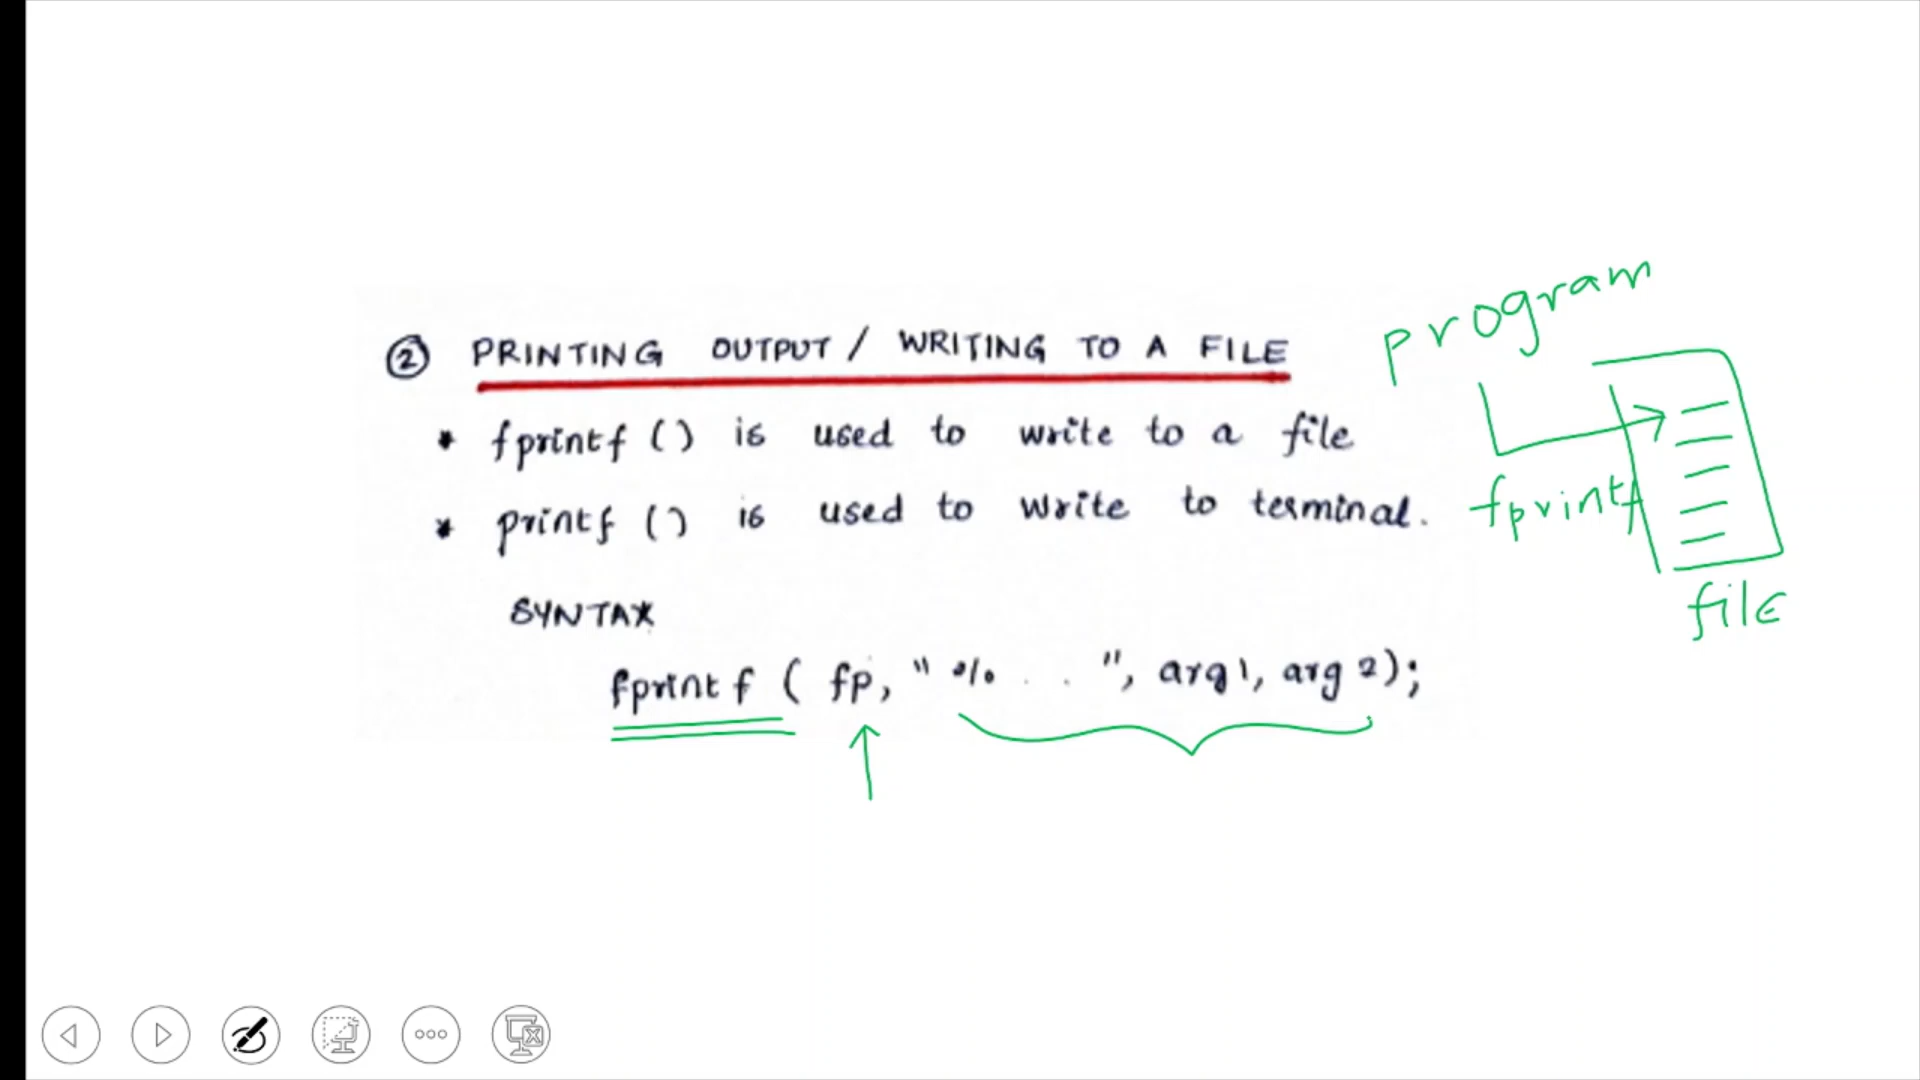 ② PRINTING OUTPUT / WRITING TO A FILE
* fprintf () is used to write to a file
* printf () is used to write to terminal.
SYNTAX
fprintf ( fp, " % . . ", arg1, arg2);
program
fprintf
file